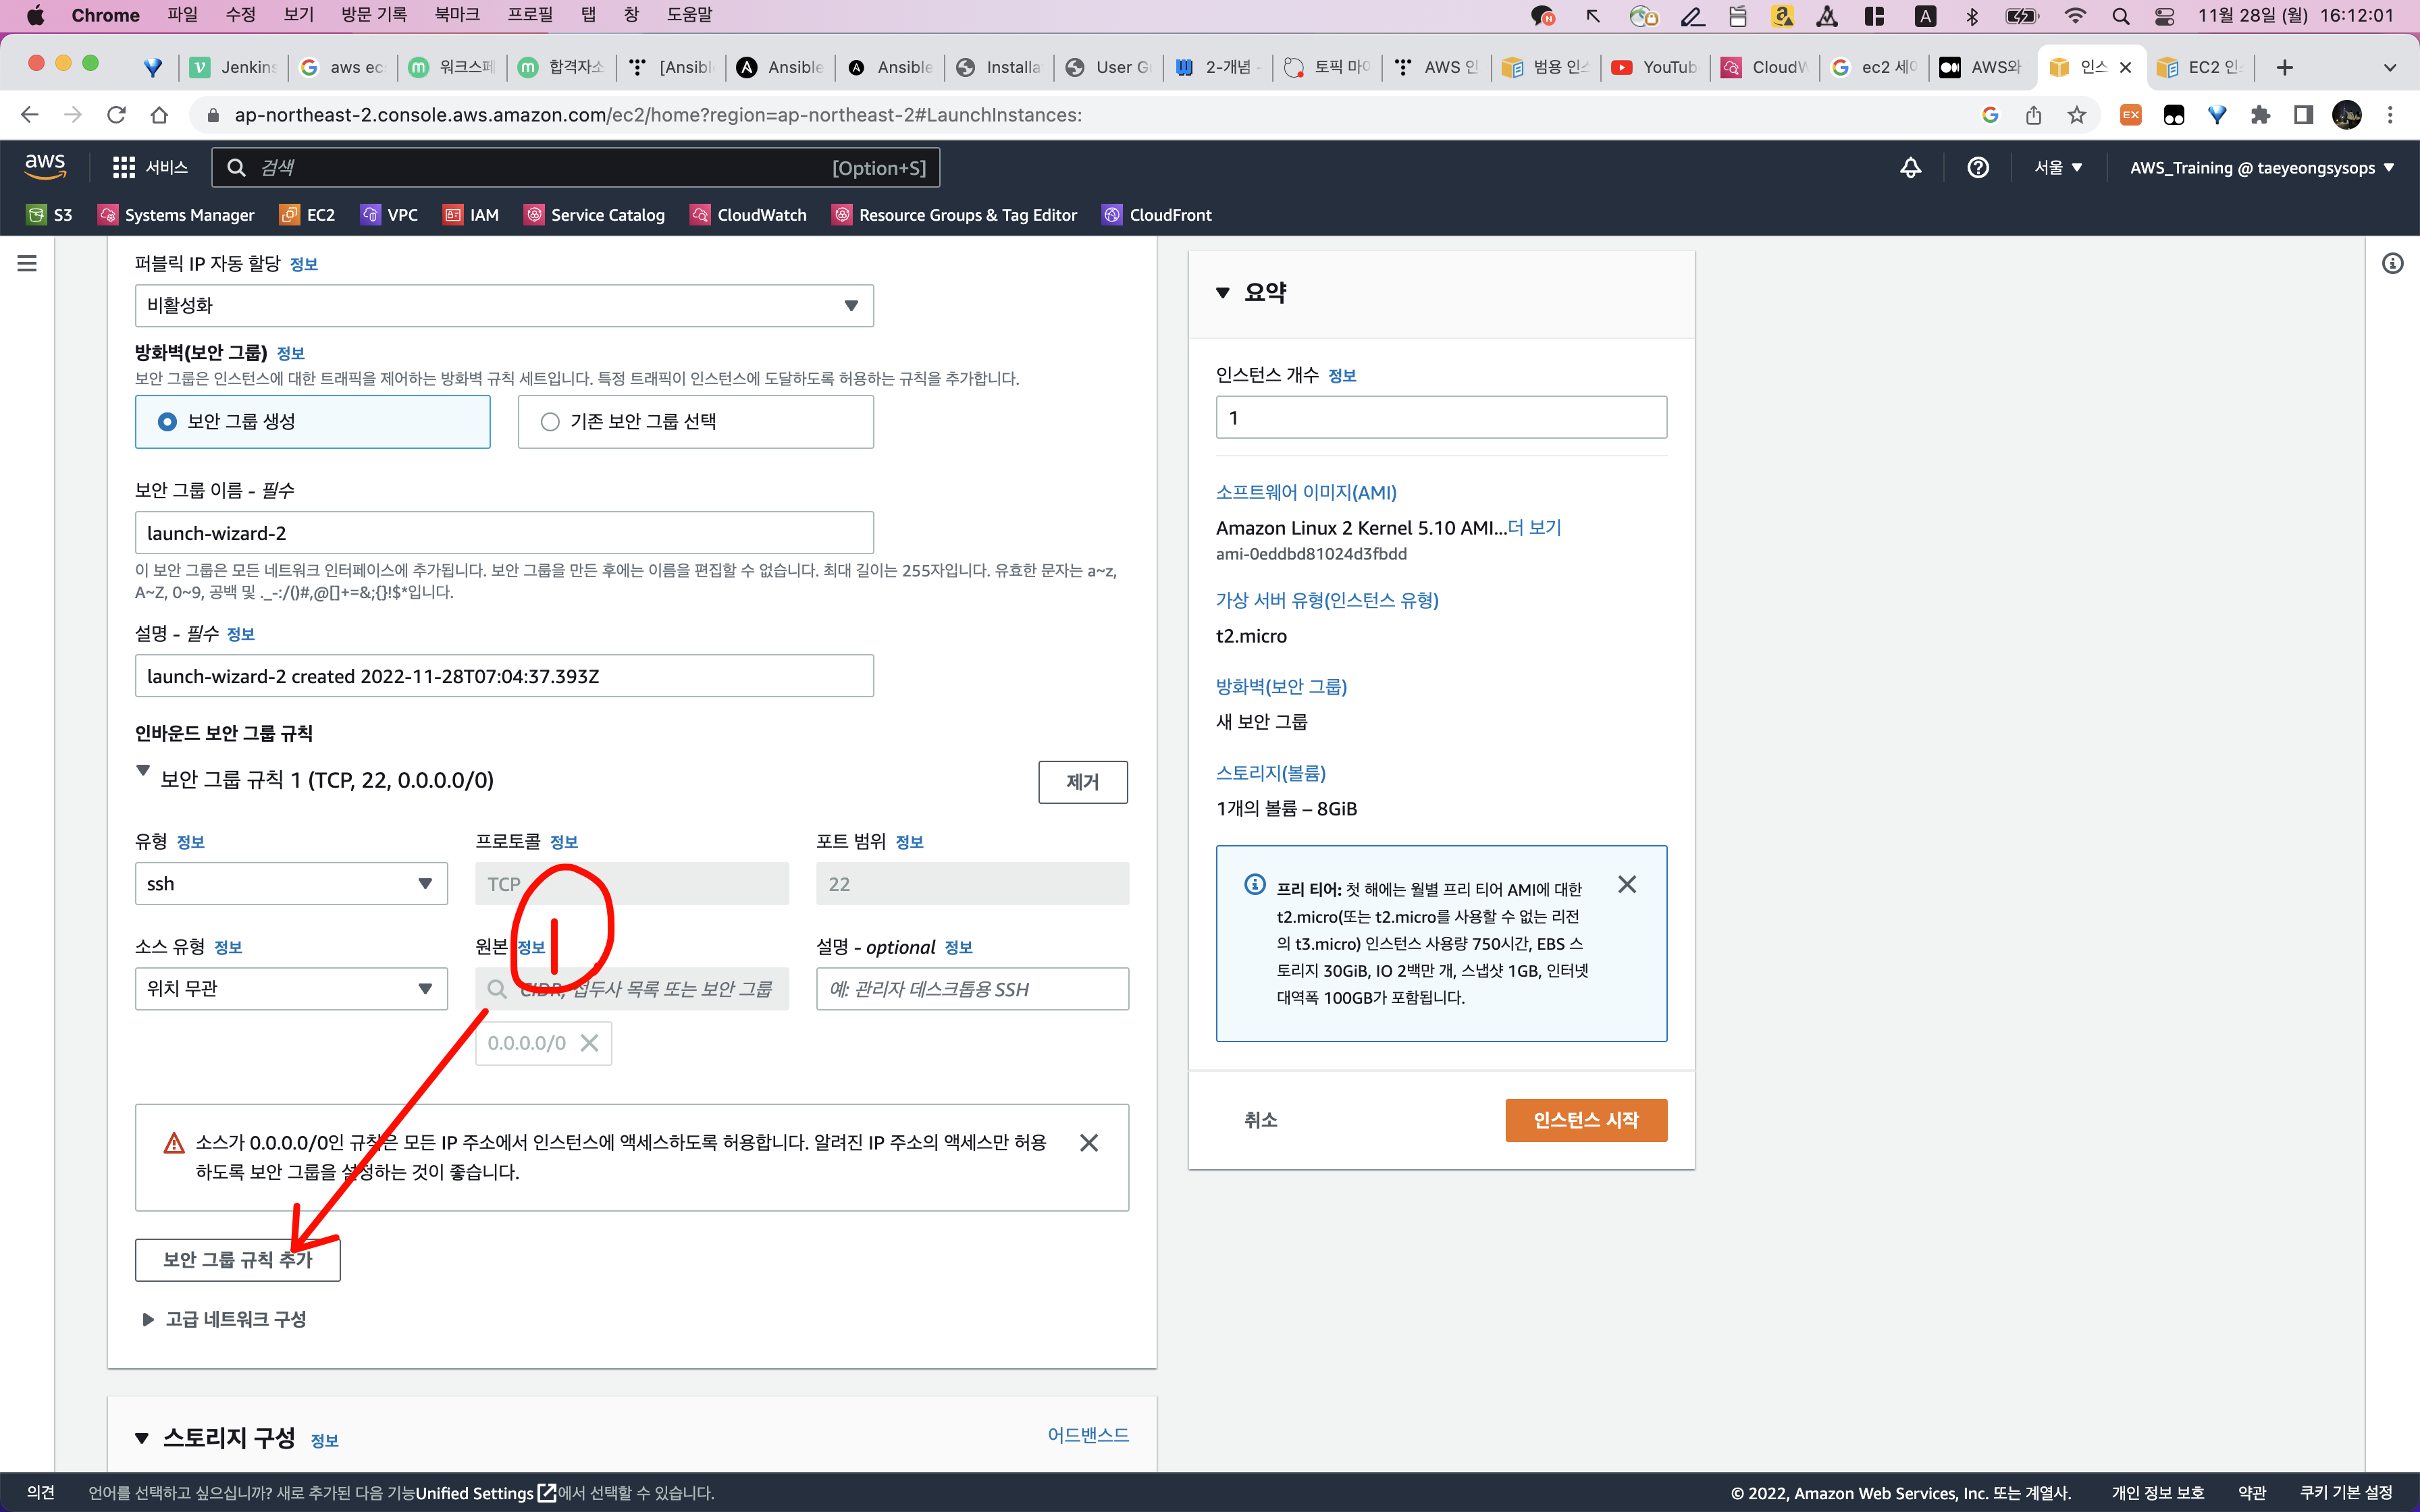 Chrome 파일 수정 보기 방문 기록 북마크 프로필 탭 창 도움말 A 11월 28일 (월) 16:12:01
Jenkins aws ec 워크스페 합격자소 [Ansibl Ansible Ansible Installa User G 2-개념 - 토픽 마 AWS 인 범용 인스 YouTub CloudW ec2 세 AWS와 인스 EC2 인
ap-northeast-2.console.aws.amazon.com/ec2/home?region=ap-northeast-2#LaunchInstances:
aws 서비스 검색 [Option+S] 서울 AWS_Training @ taeyeongsysops
S3 Systems Manager EC2 VPC IAM Service Catalog CloudWatch Resource Groups & Tag Editor CloudFront
퍼블릭 IP 자동 할당 정보
비활성화
방화벽(보안 그룹) 정보
보안 그룹은 인스턴스에 대한 트래픽을 제어하는 방화벽 규칙 세트입니다. 특정 트래픽이 인스턴스에 도달하도록 허용하는 규칙을 추가합니다.
보안 그룹 생성
기존 보안 그룹 선택
보안 그룹 이름 - 필수
launch-wizard-2
이 보안 그룹은 모든 네트워크 인터페이스에 추가됩니다. 보안 그룹을 만든 후에는 이름을 편집할 수 없습니다. 최대 길이는 255자입니다. 유효한 문자는 a~z,
A~Z, 0~9, 공백 및 ._-:/()#,@[]+=&;{}!$*입니다.
설명 - 필수 정보
launch-wizard-2 created 2022-11-28T07:04:37.393Z
인바운드 보안 그룹 규칙
보안 그룹 규칙 1 (TCP, 22, 0.0.0.0/0)
제거
유형 정보 프로토콜 정보 포트 범위 정보
ssh TCP 22
1
소스 유형 정보 원본 정보 설명 - optional 정보
위치 무관 CIDR, 접두사 목록 또는 보안 그룹 예: 관리자 데스크톱용 SSH
0.0.0.0/0
소스가 0.0.0.0/0인 규칙은 모든 IP 주소에서 인스턴스에 액세스하도록 허용합니다. 알려진 IP 주소의 액세스만 허용
하도록 보안 그룹을 설정하는 것이 좋습니다.
보안 그룹 규칙 추가
고급 네트워크 구성
스토리지 구성 정보
어드밴스드
요약
인스턴스 개수 정보
1
소프트웨어 이미지(AMI)
Amazon Linux 2 Kernel 5.10 AMI...더 보기
ami-0eddbd81024d3fbdd
가상 서버 유형(인스턴스 유형)
t2.micro
방화벽(보안 그룹)
새 보안 그룹
스토리지(볼륨)
1개의 볼륨 – 8GiB
프리 티어: 첫 해에는 월별 프리 티어 AMI에 대한
t2.micro(또는 t2.micro를 사용할 수 없는 리전
의 t3.micro) 인스턴스 사용량 750시간, EBS 스
토리지 30GiB, IO 2백만 개, 스냅샷 1GB, 인터넷
대역폭 100GB가 포함됩니다.
취소
인스턴스 시작
의견 언어를 선택하고 싶으십니까? 새로 추가된 다음 기능Unified Settings에서 선택할 수 있습니다. © 2022, Amazon Web Services, Inc. 또는 계열사. 개인 정보 보호 약관 쿠키 기본 설정